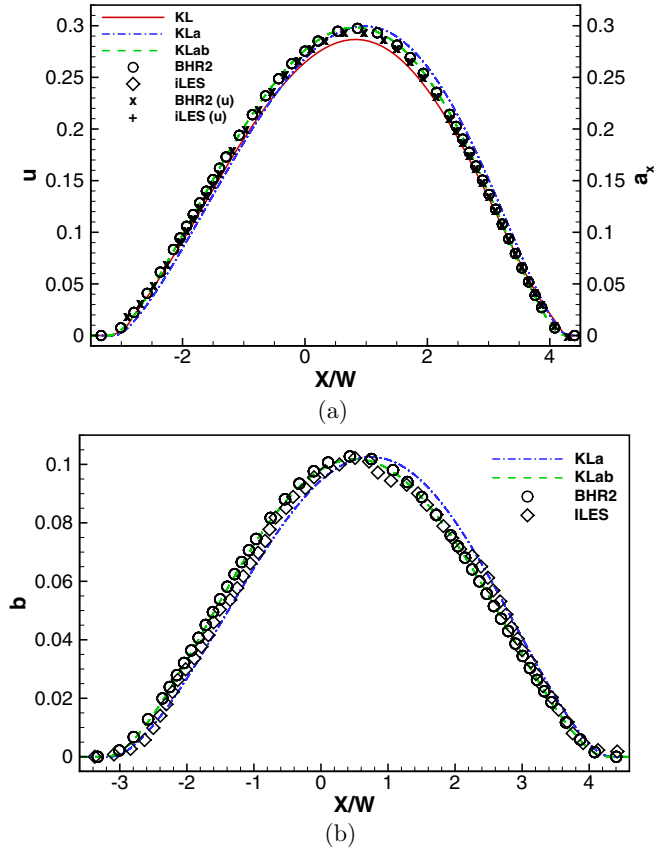 KL
KLa
KLab
BHR2
iLES
BHR2 (u)
iLES (u)
0.3
0.25
0.2
0.15
0.1
0.05
0
u
0.3
0.25
0.2
0.15
0.1
0.05
0
a_x
-2 0 2 4
X/W
(a)
KLa
KLab
BHR2
ILES
0.1
0.08
0.06
0.04
0.02
0
b
-3 -2 -1 0 1 2 3 4
X/W
(b)